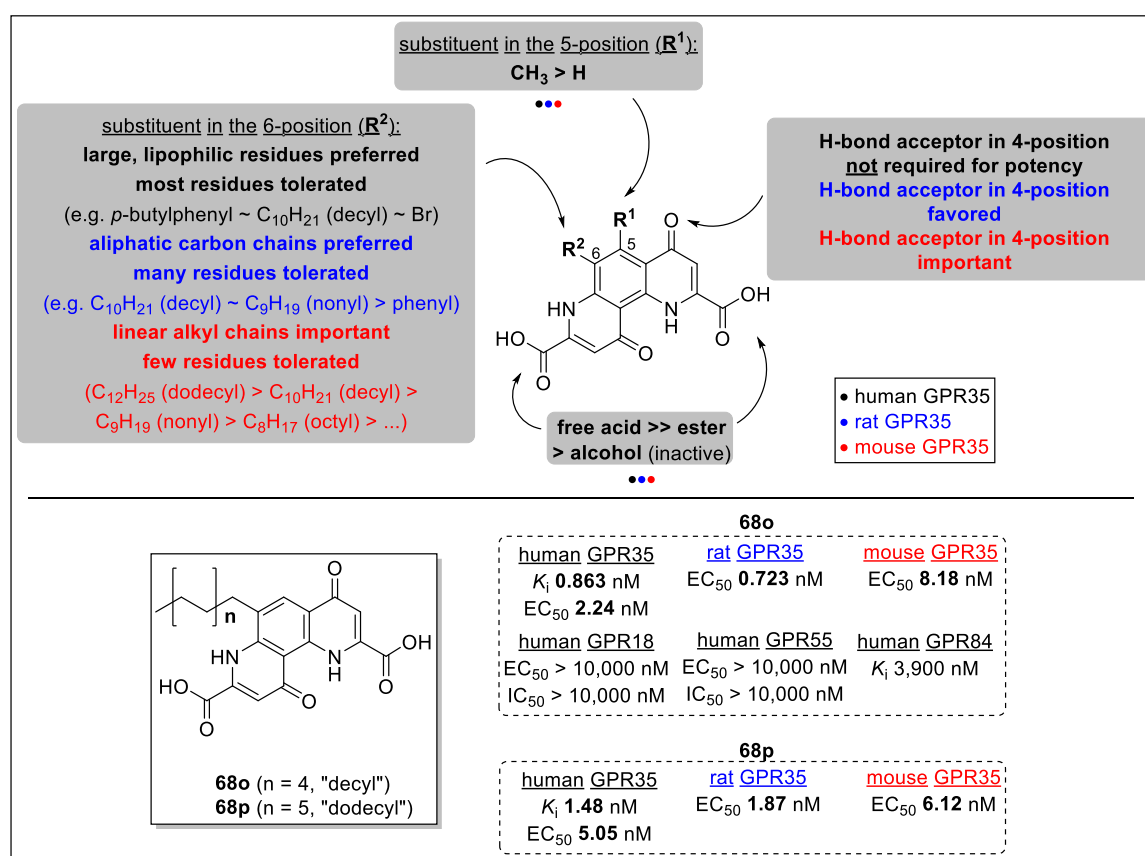 substituent in the 5-position (R¹):
CH₃ > H
substituent in the 6-position (R²):
large, lipophilic residues preferred
most residues tolerated
(e.g. p-butylphenyl ~ C₁₀H₂₁ (decyl) ~ Br)
aliphatic carbon chains preferred
many residues tolerated
(e.g. C₁₀H₂₁ (decyl) ~ C₉H₁₉ (nonyl) > phenyl)
linear alkyl chains important
few residues tolerated
(C₁₂H₂₅ (dodecyl) > C₁₀H₂₁ (decyl) >
C₉H₁₉ (nonyl) > C₈H₁₇ (octyl) > ...)
H-bond acceptor in 4-position
not required for potency
H-bond acceptor in 4-position
favored
H-bond acceptor in 4-position
important
R¹ O
R² 6 5
HN N H OH
HO O O O
free acid >> ester
> alcohol (inactive)
human GPR35
rat GPR35
mouse GPR35
O
n
HN N H OH
HO O O O
68o (n = 4, "decyl")
68p (n = 5, "dodecyl")
68o
human GPR35 rat GPR35 mouse GPR35
Kᵢ 0.863 nM EC₅₀ 0.723 nM EC₅₀ 8.18 nM
EC₅₀ 2.24 nM
human GPR18 human GPR55 human GPR84
EC₅₀ > 10,000 nM EC₅₀ > 10,000 nM Kᵢ 3,900 nM
IC₅₀ > 10,000 nM IC₅₀ > 10,000 nM
68p
human GPR35 rat GPR35 mouse GPR35
Kᵢ 1.48 nM EC₅₀ 1.87 nM EC₅₀ 6.12 nM
EC₅₀ 5.05 nM